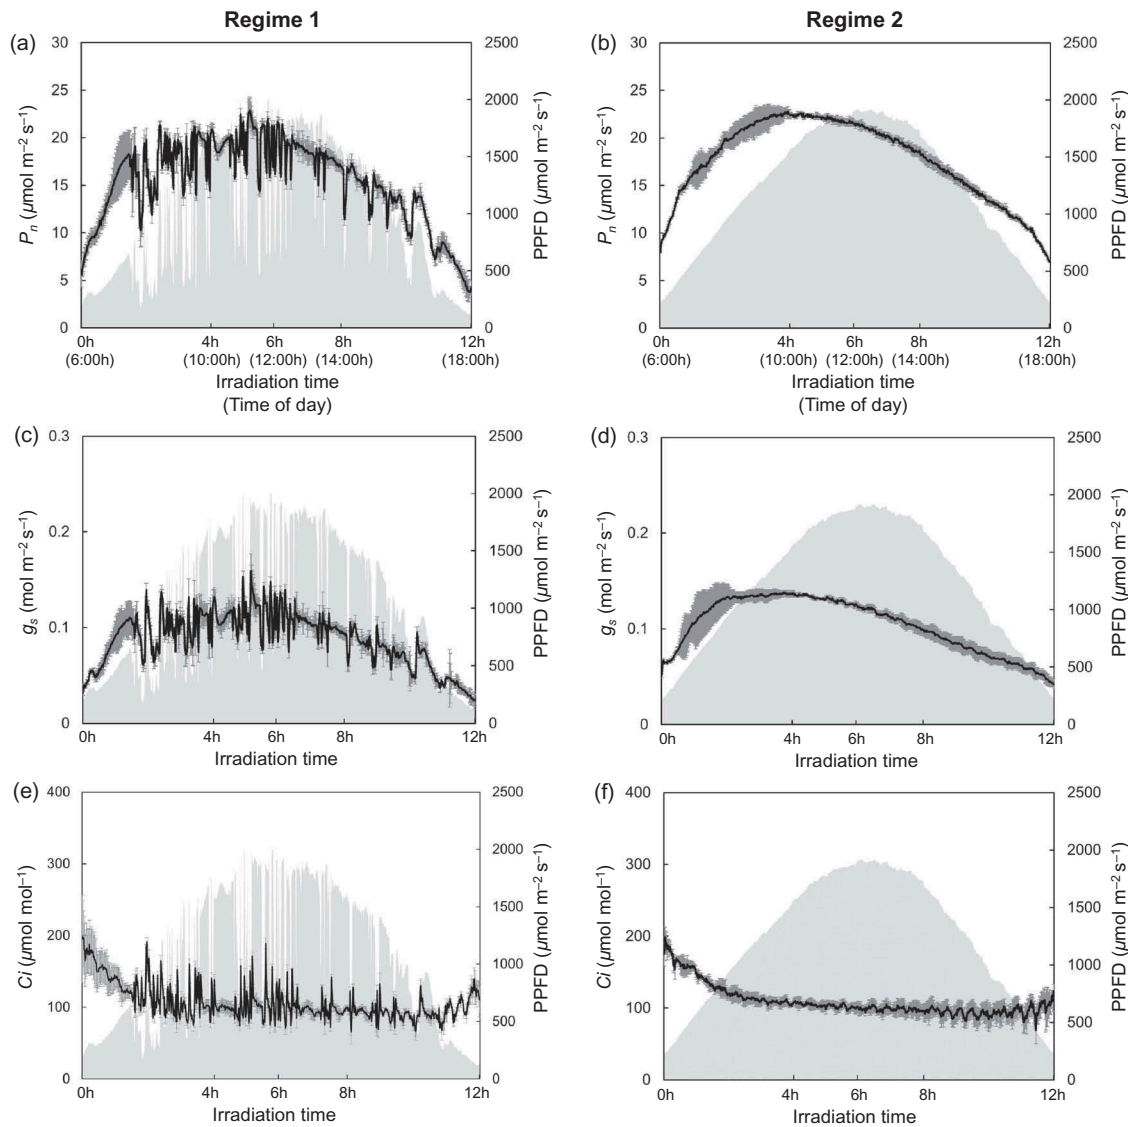 Regime 1
Regime 2
(a)
30
25
20
15
10
5
0
Pn (µmol m−2 s−1)
2500
2000
1500
1000
500
0
PPFD (µmol m−2 s−1)
0h 4h 6h 8h 12h
(6:00h) (10:00h) (12:00h) (14:00h) (18:00h)
Irradiation time
(Time of day)
(b)
30
25
20
15
10
5
0
Pn (µmol m−2 s−1)
2500
2000
1500
1000
500
0
PPFD (µmol m−2 s−1)
0h 4h 6h 8h 12h
(6:00h) (10:00h) (12:00h) (14:00h) (18:00h)
Irradiation time
(Time of day)
(c)
0.3
0.2
0.1
0
gs (mol m−2 s−1)
2500
2000
1500
1000
500
0
PPFD (µmol m−2 s−1)
0h 4h 6h 8h 12h
Irradiation time
(d)
0.3
0.2
0.1
0
gs (mol m−2 s−1)
2500
2000
1500
1000
500
0
PPFD (µmol m−2 s−1)
0h 4h 6h 8h 12h
Irradiation time
(e)
400
300
200
100
0
Ci (µmol mol−1)
2500
2000
1500
1000
500
0
PPFD (µmol m−2 s−1)
0h 4h 6h 8h 12h
Irradiation time
(f)
400
300
200
100
0
Ci (µmol mol−1)
2500
2000
1500
1000
500
0
PPFD (µmol m−2 s−1)
0h 4h 6h 8h 12h
Irradiation time